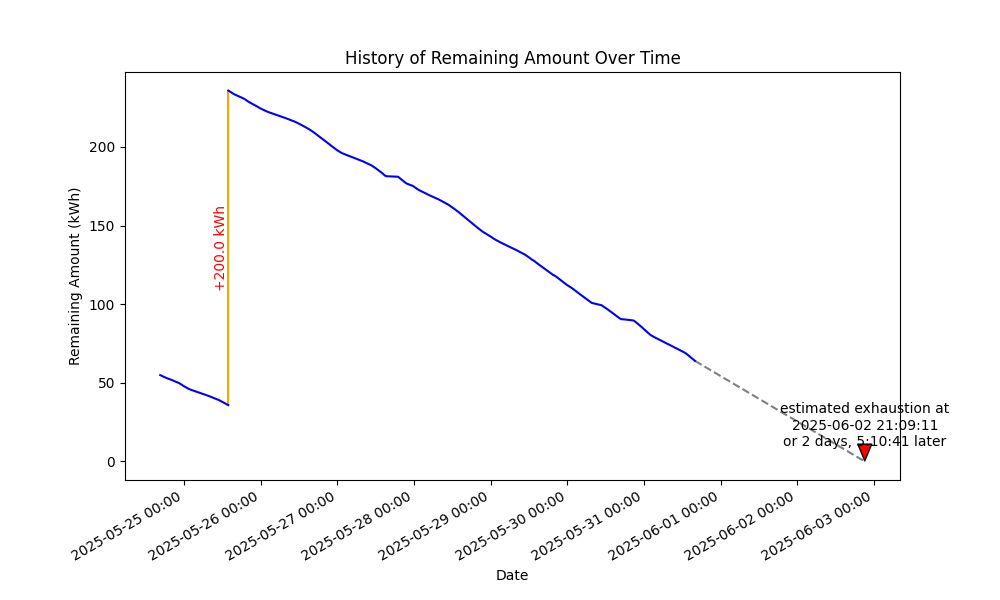 History of Remaining Amount Over Time
Remaining Amount (kWh)
200
150
100
50
0
+200.0 kWh
estimated exhaustion at
2025-06-02 21:09:11
or 2 days, 5:10:41 later
2025-05-25 00:00
2025-05-26 00:00
2025-05-27 00:00
2025-05-28 00:00
2025-05-29 00:00
2025-05-30 00:00
2025-05-31 00:00
2025-06-01 00:00
2025-06-02 00:00
2025-06-03 00:00
Date